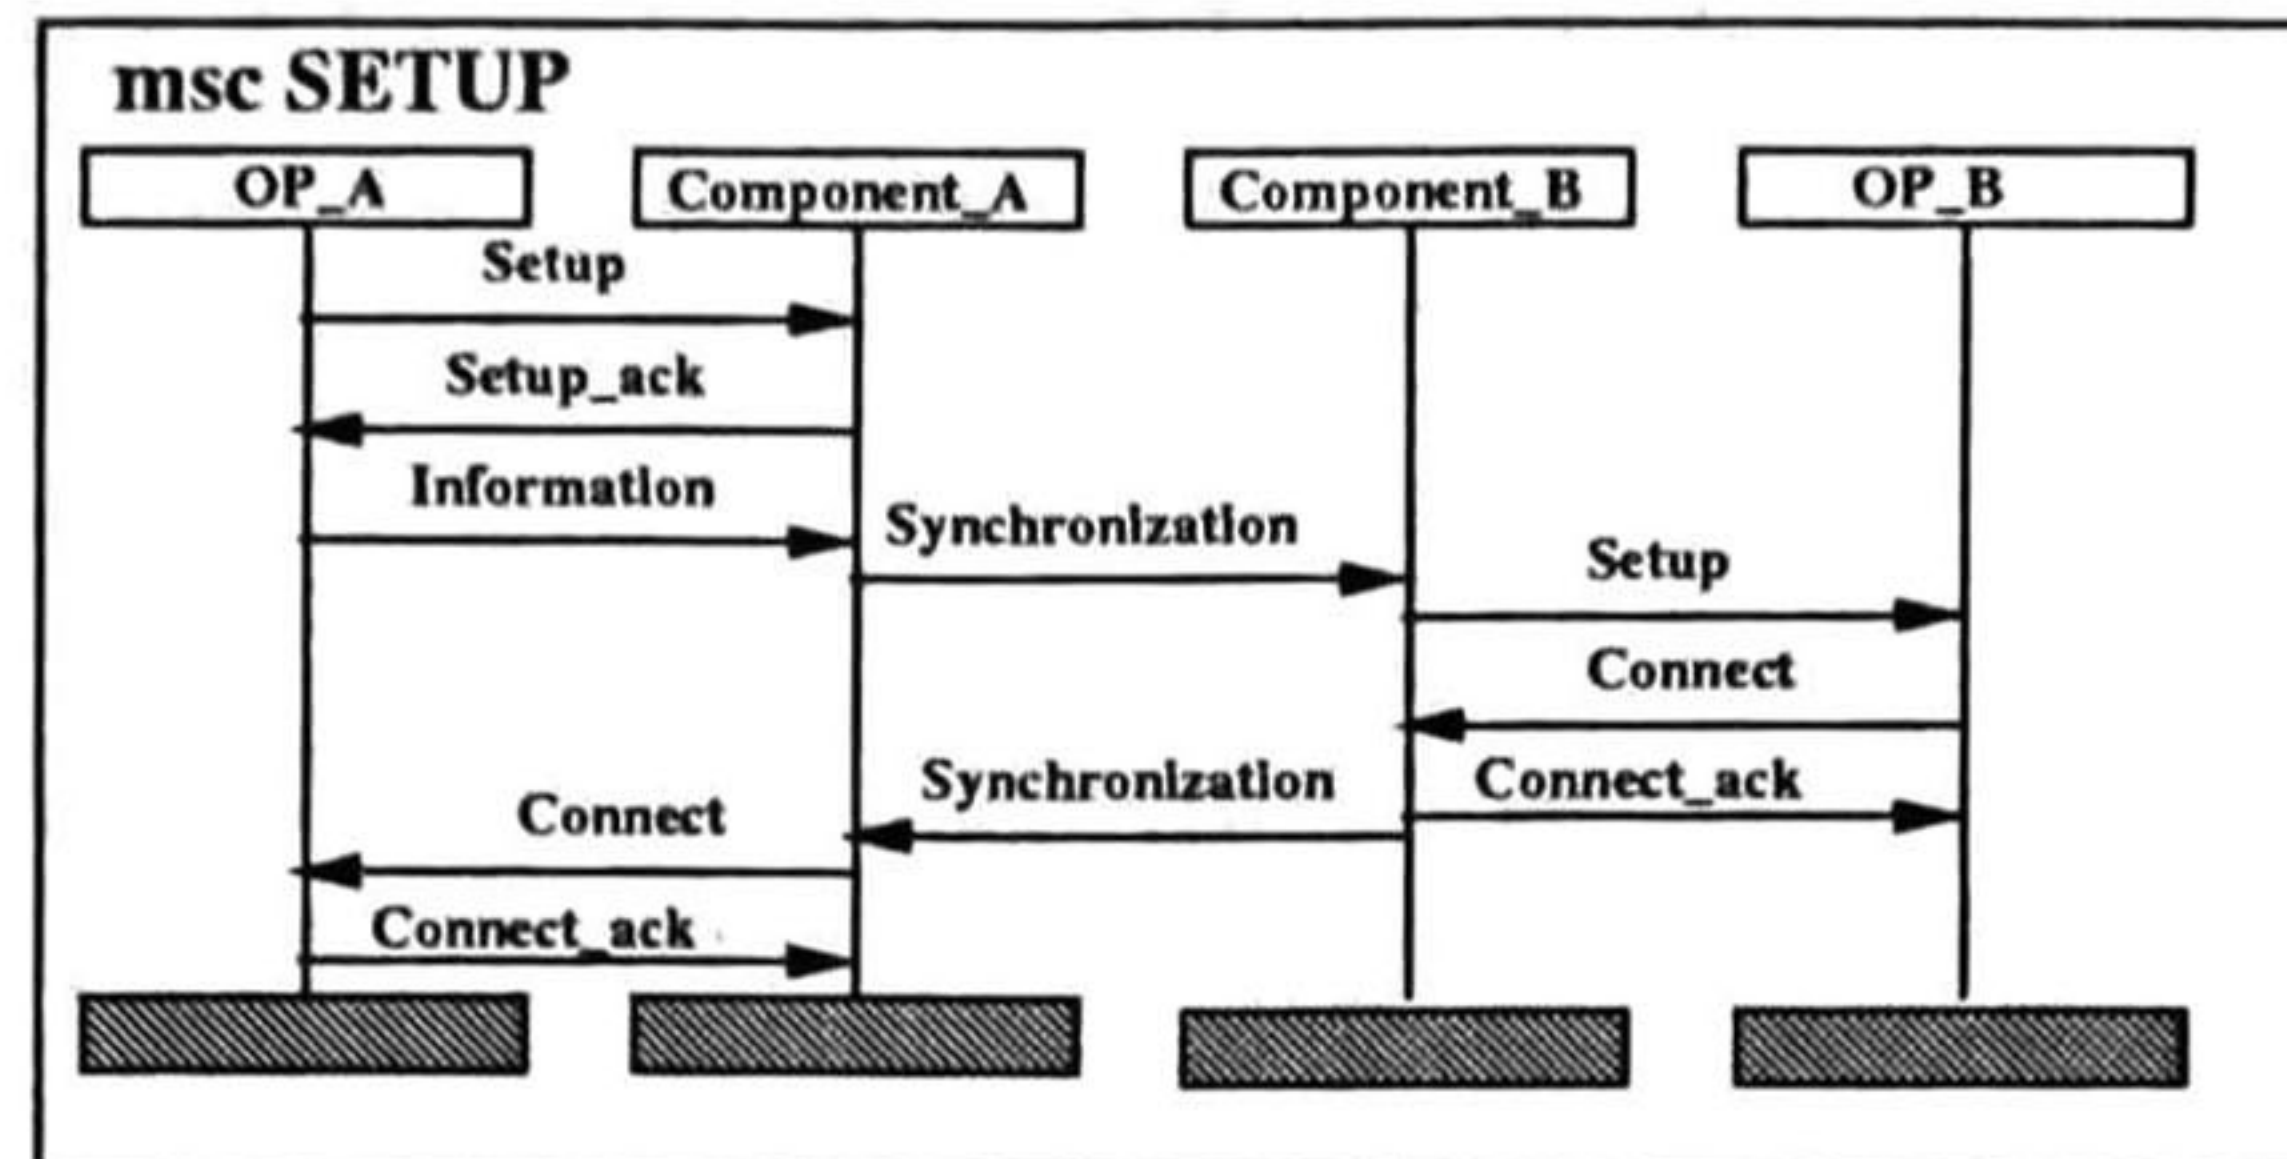 msc SETUP
OP_A
Component_A
Component_B
OP_B
Setup
Setup_ack
Information
Synchronization
Setup
Connect
Synchronization
Connect_ack
Connect
Connect_ack